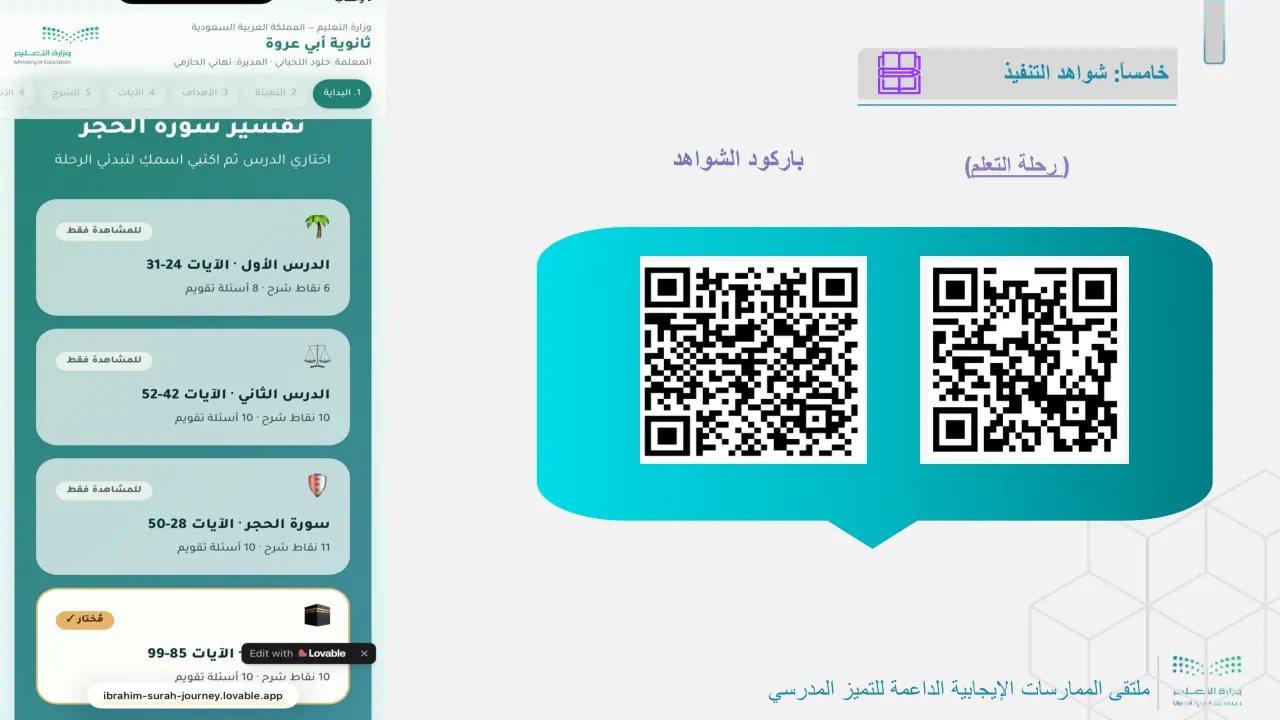 خامساً: شواهد التنفيذ
( رحلة التعلم)
باركود الشواهد
ملتقى الممارسات الإيجابية الداعمة للتميز المدرسي
وزارة التعـــليم
Ministry of Education
وزارة التعليم – المملكة العربية السعودية
ثانوية أبي عروة
المعلمة: خلود اللحياني · المديرة: تهاني الحازمي
وزارة التعـــليم
Ministry of Education
1. البداية
2. التهيئة
3. الأهداف
4. الآيات
5. الشرح
تفسير سورة الحجر
اختاري الدرس ثم اكتبي اسمكِ لتبدئي الرحلة
للمشاهدة فقط
الدرس الأول · الآيات 24-31
6 نقاط شرح · 8 أسئلة تقويم
للمشاهدة فقط
الدرس الثاني · الآيات 42-52
10 نقاط شرح · 10 أسئلة تقويم
للمشاهدة فقط
سورة الحجر · الآيات 28-50
11 نقاط شرح · 10 أسئلة تقويم
مُختار ✓
· الآيات 85-99
Edit with Lovable ×
10 نقاط شرح · 10 أسئلة تقويم
ibrahim-surah-journey.lovable.app